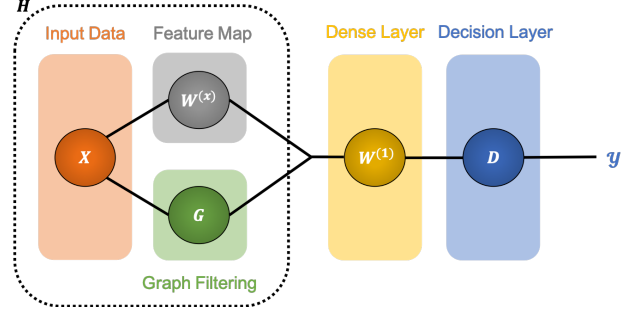 H
Input Data
Feature Map
Dense Layer
Decision Layer
W^(x)
X
W^(1)
D
y
G
Graph Filtering